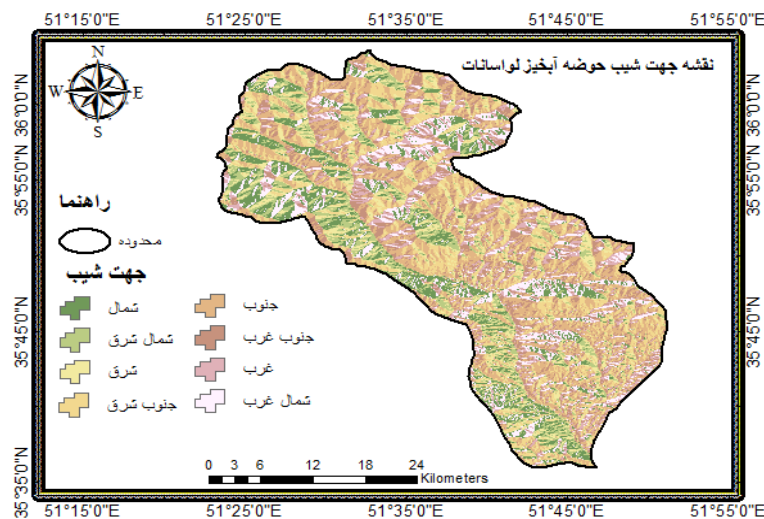 51°15'0"E 51°25'0"E 51°35'0"E 51°45'0"E 51°55'0"E
نقشه جهت شیب حوضه آبخیز لواسانات
N
W E
S
36°0'0"N 36°0'0"N
35°55'0"N 35°55'0"N
راهنما
محدوده
جهت شیب
شمال جنوب
شمال شرق جنوب غرب
شرق غرب
جنوب شرق شمال غرب
35°45'0"N 35°45'0"N
0 3 6 12 18 24
Kilometers
35°35'0"N 35°35'0"N
51°15'0"E 51°25'0"E 51°35'0"E 51°45'0"E 51°55'0"E